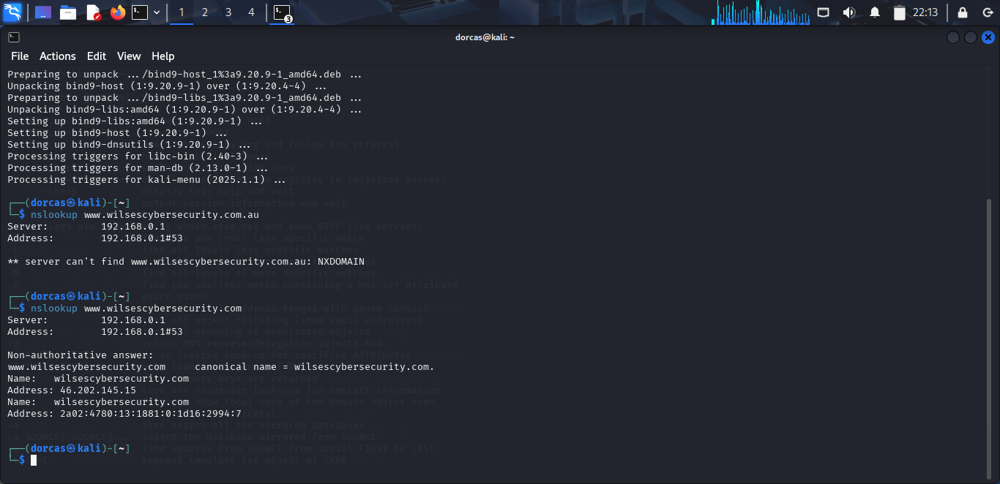 1 2 3 4
3
22:13
dorcas@kali: ~
File Actions Edit View Help
Preparing to unpack .../bind9-host_1%3a9.20.9-1_amd64.deb ...
Unpacking bind9-host (1:9.20.9-1) over (1:9.20.4-4) ...
Preparing to unpack .../bind9-libs_1%3a9.20.9-1_amd64.deb ...
Unpacking bind9-libs:amd64 (1:9.20.9-1) over (1:9.20.4-4) ...
Setting up bind9-libs:amd64 (1:9.20.9-1) ...
Setting up bind9-host (1:9.20.9-1) ...
Setting up bind9-dnsutils (1:9.20.9-1) ...
Processing triggers for libc-bin (2.40-3) ...
Processing triggers for man-db (2.13.0-1) ...
Processing triggers for kali-menu (2025.1.1) ...
┌──(dorcas㉿kali)-[~]
└─$ nslookup www.wilsescybersecurity.com.au
Server: 192.168.0.1
Address: 192.168.0.1#53
** server can't find www.wilsescybersecurity.com.au: NXDOMAIN
┌──(dorcas㉿kali)-[~]
└─$ nslookup www.wilsescybersecurity.com
Server: 192.168.0.1
Address: 192.168.0.1#53
Non-authoritative answer:
www.wilsescybersecurity.com canonical name = wilsescybersecurity.com.
Name: wilsescybersecurity.com
Address: 46.202.145.15
Name: wilsescybersecurity.com
Address: 2a02:4780:13:1881:0:1d16:2994:7
┌──(dorcas㉿kali)-[~]
└─$